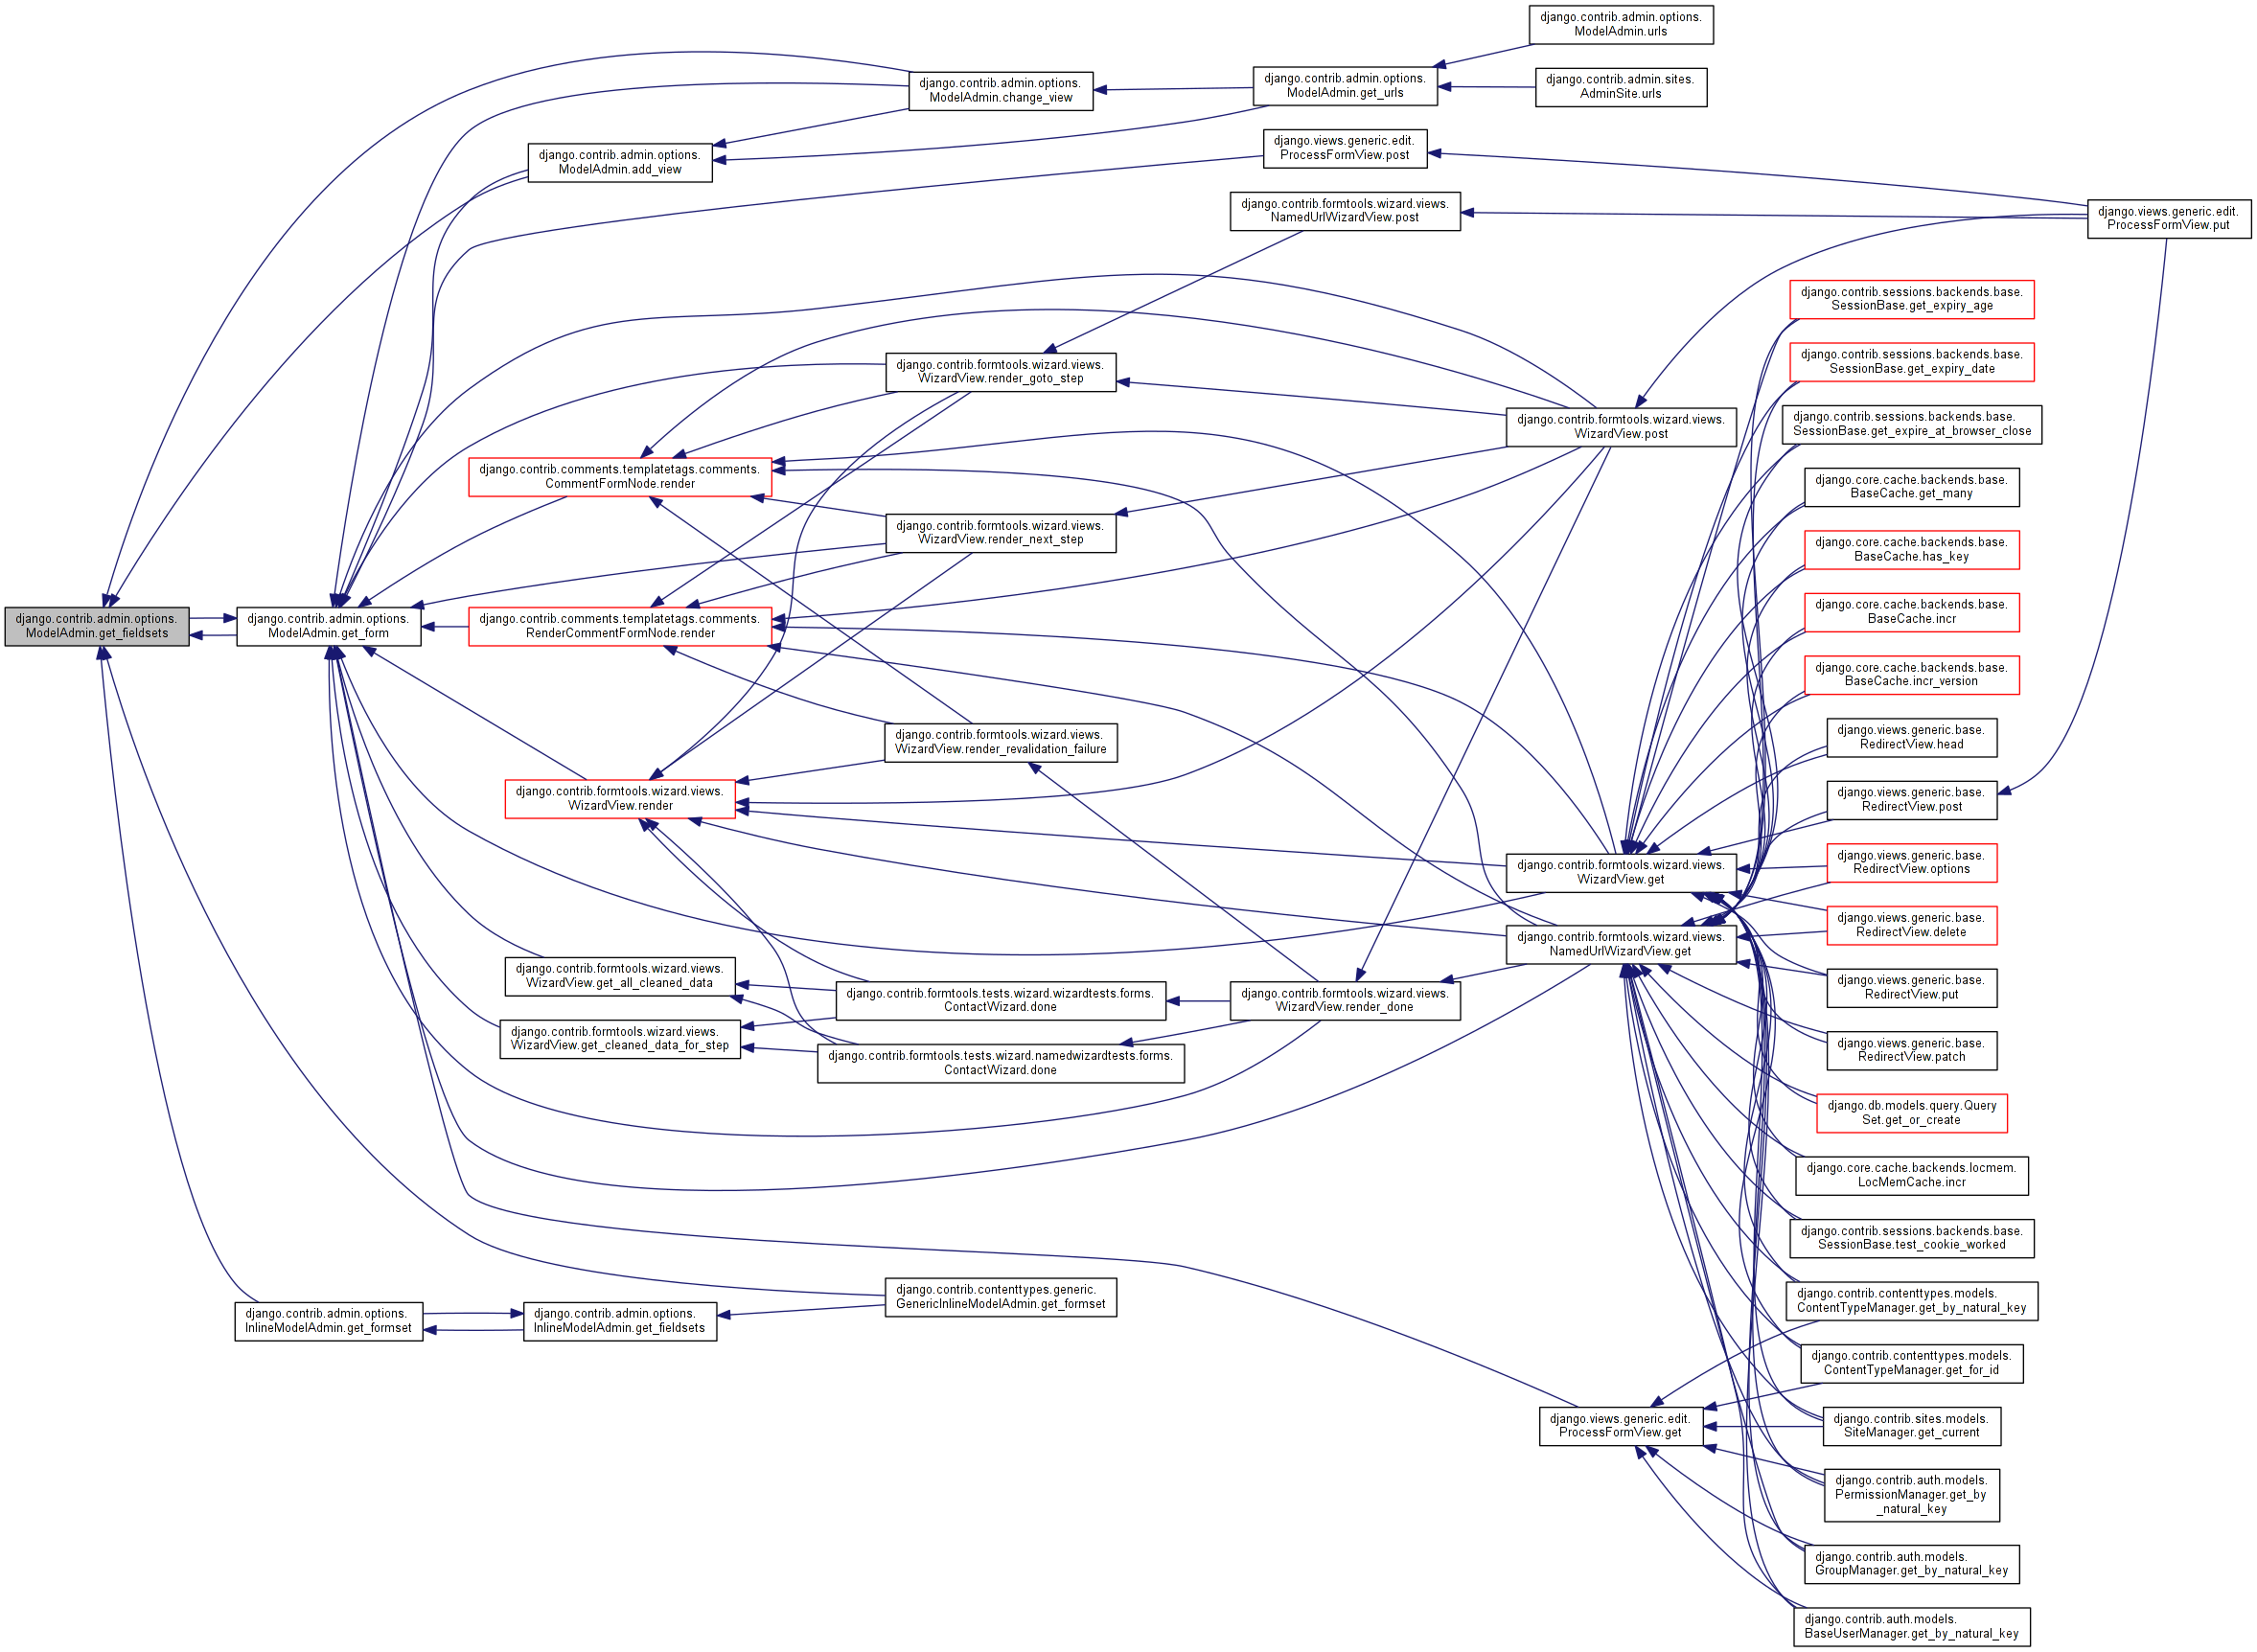 django.contrib.admin.options.
ModelAdmin.urls
django.contrib.admin.options.
ModelAdmin.change_view
django.contrib.admin.options.
ModelAdmin.get_urls
django.contrib.admin.sites.
AdminSite.urls
django.contrib.admin.options.
ModelAdmin.add_view
django.views.generic.edit.
ProcessFormView.post
django.contrib.formtools.wizard.views.
NamedUrlWizardView.post
django.views.generic.edit.
ProcessFormView.put
django.contrib.sessions.backends.base.
SessionBase.get_expiry_age
django.contrib.sessions.backends.base.
SessionBase.get_expiry_date
django.contrib.formtools.wizard.views.
WizardView.render_goto_step
django.contrib.formtools.wizard.views.
WizardView.post
django.contrib.sessions.backends.base.
SessionBase.get_expire_at_browser_close
django.contrib.comments.templatetags.comments.
CommentFormNode.render
django.core.cache.backends.base.
BaseCache.get_many
django.contrib.formtools.wizard.views.
WizardView.render_next_step
django.core.cache.backends.base.
BaseCache.has_key
django.contrib.admin.options.
ModelAdmin.get_fieldsets
django.contrib.admin.options.
ModelAdmin.get_form
django.contrib.comments.templatetags.comments.
RenderCommentFormNode.render
django.core.cache.backends.base.
BaseCache.incr
django.core.cache.backends.base.
BaseCache.incr_version
django.contrib.formtools.wizard.views.
WizardView.render_revalidation_failure
django.views.generic.base.
RedirectView.head
django.contrib.formtools.wizard.views.
WizardView.render
django.views.generic.base.
RedirectView.post
django.contrib.formtools.wizard.views.
WizardView.get
django.views.generic.base.
RedirectView.options
django.views.generic.base.
RedirectView.delete
django.contrib.formtools.wizard.views.
NamedUrlWizardView.get
django.contrib.formtools.wizard.views.
WizardView.get_all_cleaned_data
django.contrib.formtools.tests.wizard.wizardtests.forms.
ContactWizard.done
django.contrib.formtools.wizard.views.
WizardView.render_done
django.views.generic.base.
RedirectView.put
django.contrib.formtools.wizard.views.
WizardView.get_cleaned_data_for_step
django.contrib.formtools.tests.wizard.namedwizardtests.forms.
ContactWizard.done
django.views.generic.base.
RedirectView.patch
django.db.models.query.Query
Set.get_or_create
django.core.cache.backends.locmem.
LocMemCache.incr
django.contrib.sessions.backends.base.
SessionBase.test_cookie_worked
django.contrib.contenttypes.generic.
GenericInlineModelAdmin.get_formset
django.contrib.contenttypes.models.
ContentTypeManager.get_by_natural_key
django.contrib.admin.options.
InlineModelAdmin.get_formset
django.contrib.admin.options.
InlineModelAdmin.get_fieldsets
django.contrib.contenttypes.models.
ContentTypeManager.get_for_id
django.views.generic.edit.
ProcessFormView.get
django.contrib.sites.models.
SiteManager.get_current
django.contrib.auth.models.
PermissionManager.get_by
_natural_key
django.contrib.auth.models.
GroupManager.get_by_natural_key
django.contrib.auth.models.
BaseUserManager.get_by_natural_key